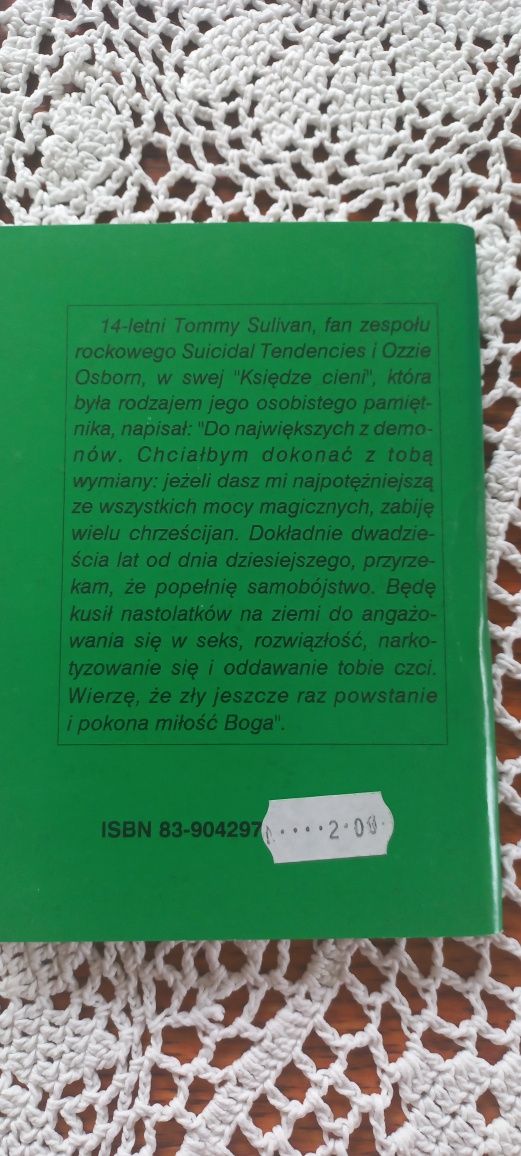 14-letni Tommy Sulivan, fan zespołu
rockowego Suicidal Tendencies i Ozzie
Osborn, w swej "Księdze cieni", która
była rodzajem jego osobistego pamięt-
nika, napisał: "Do największych z demo-
nów. Chciałbym dokonać z tobą
wymiany: jeżeli dasz mi najpotężniejszą
ze wszystkich mocy magicznych, zabiję
wielu chrześcijan. Dokładnie dwadzie-
ścia lat od dnia dziesiejszego, przyrze-
kam, że popełnię samobójstwo. Będę
kusił nastolatków na ziemi do angażo-
wania się w seks, rozwiązłość, narko-
tyzowanie się i oddawanie tobie czci.
Wierzę, że zły jeszcze raz powstanie
i pokona miłość Boga".
ISBN 83-904297
2.00